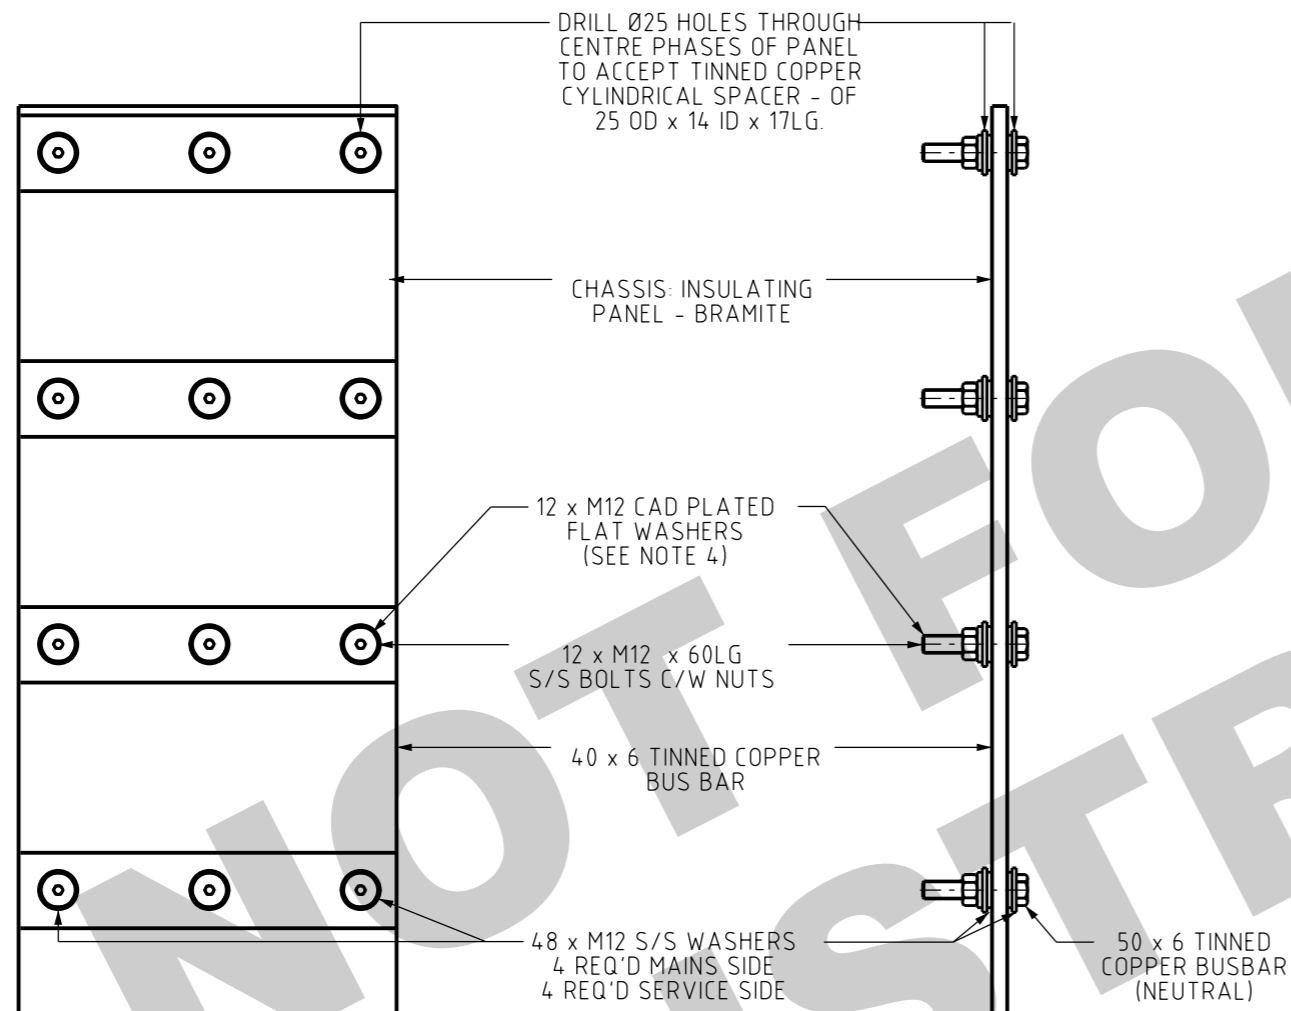 DRILL Ø25 HOLES THROUGH
CENTRE PHASES OF PANEL
TO ACCEPT TINNED COPPER
CYLINDRICAL SPACER - OF
25 OD x 14 ID x 17LG.
CHASSIS: INSULATING
PANEL - BRAMITE
12 x M12 CAD PLATED
FLAT WASHERS
(SEE NOTE 4)
12 x M12 x 60LG
S/S BOLTS C/W NUTS
40 x 6 TINNED COPPER
BUS BAR
48 x M12 S/S WASHERS
4 REQ'D MAINS SIDE
4 REQ'D SERVICE SIDE
50 x 6 TINNED
COPPER BUSBAR
(NEUTRAL)
NOT FO